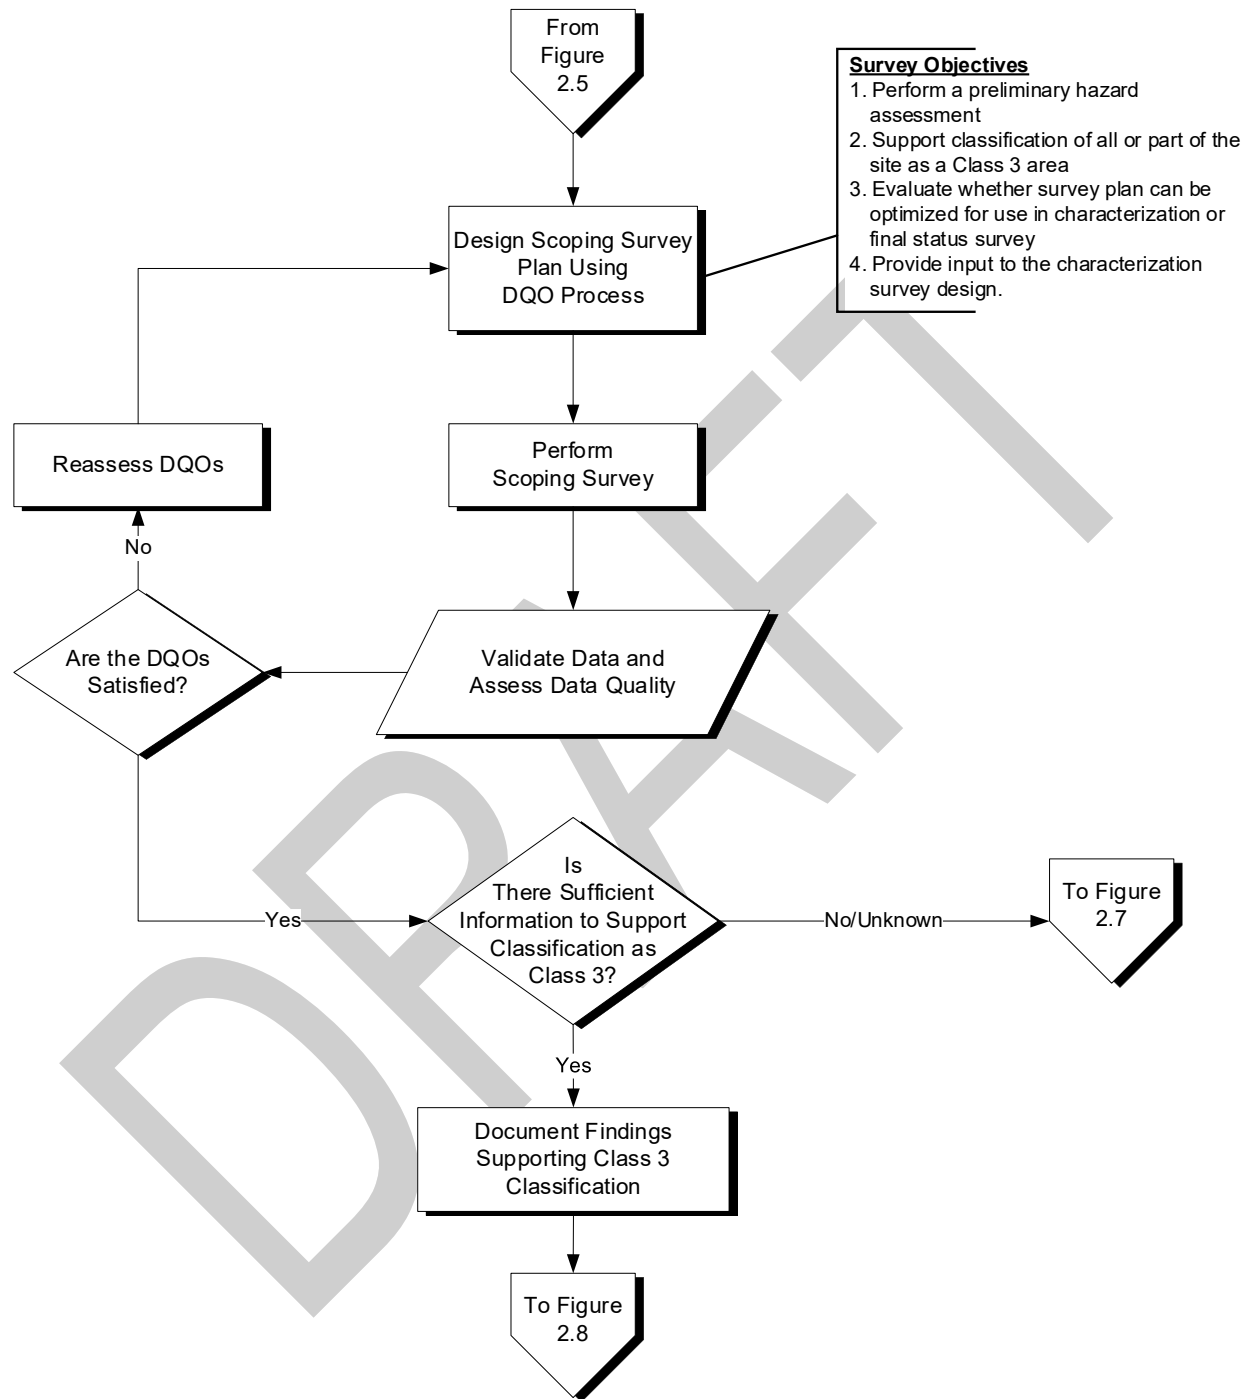 From
Figure
2.5
Survey Objectives
1. Perform a preliminary hazard
assessment
2. Support classification of all or part of the
site as a Class 3 area
3. Evaluate whether survey plan can be
optimized for use in characterization or
final status survey
4. Provide input to the characterization
survey design.
Design Scoping Survey
Plan Using
DQO Process
Reassess DQOs
Perform
Scoping Survey
No
Are the DQOs
Satisfied?
Validate Data and
Assess Data Quality
Yes
Is
There Sufficient
Information to Support
Classification as
Class 3?
No/Unknown
To Figure
2.7
Yes
Document Findings
Supporting Class 3
Classification
To Figure
2.8
DRAFT